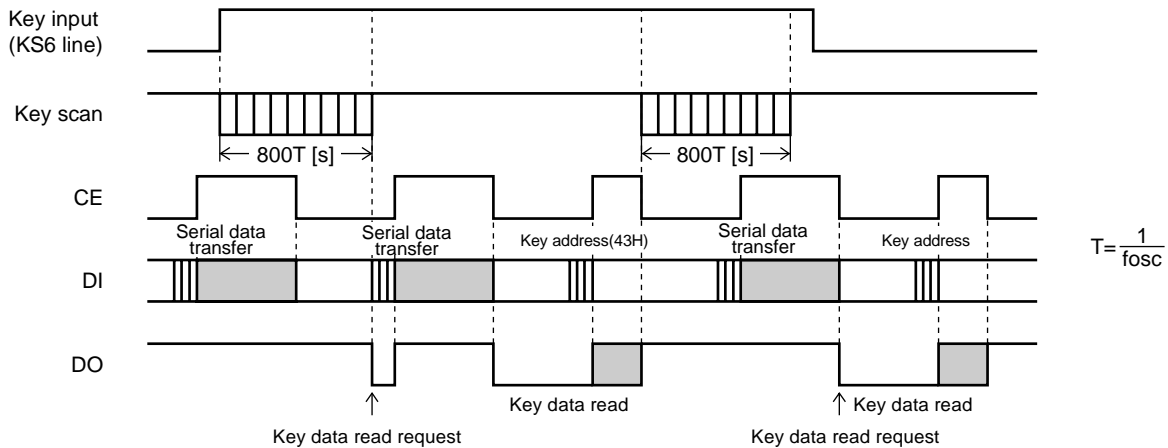 Key input
(KS6 line)
Key scan
800T [s]
800T [s]
CE
Serial data
transfer
Serial data
transfer
Key address(43H)
Serial data
transfer
Key address
T=1/fosc
DI
DO
Key data read
Key data read
Key data read request
Key data read request